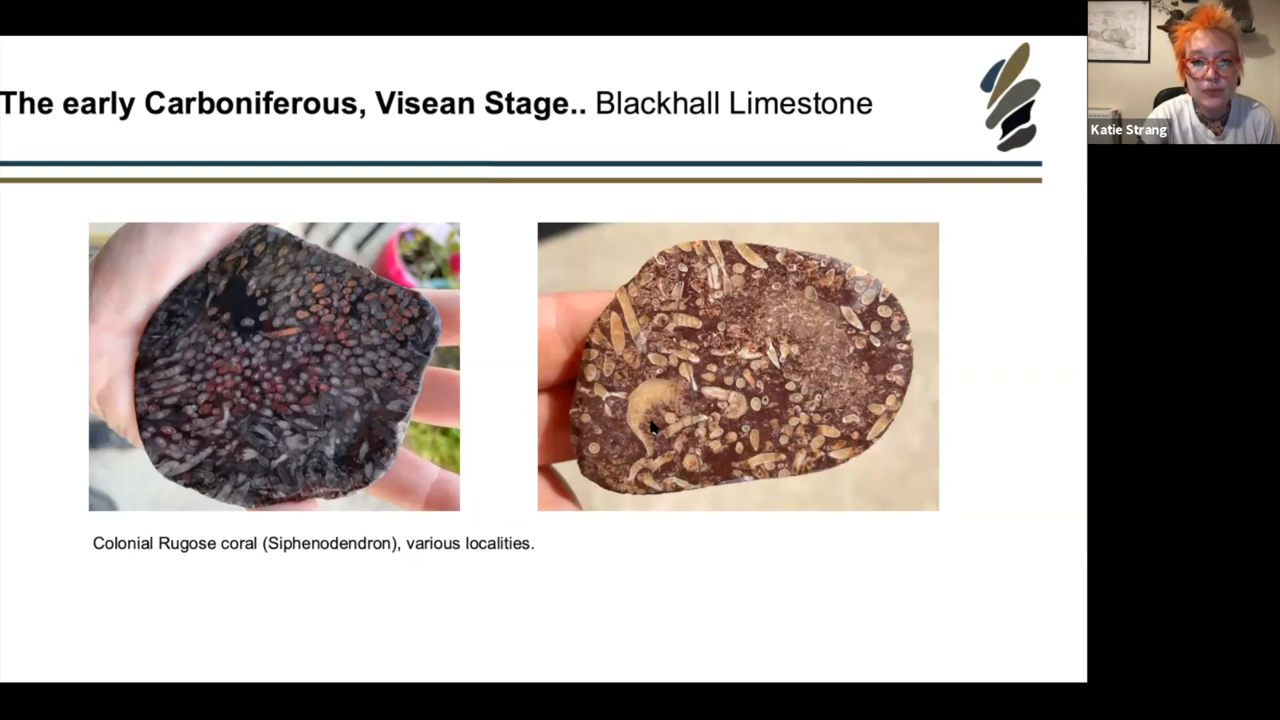 The early Carboniferous, Visean Stage.. Blackhall Limestone
Katie Strang
Colonial Rugose coral (Siphenodendron), various localities.